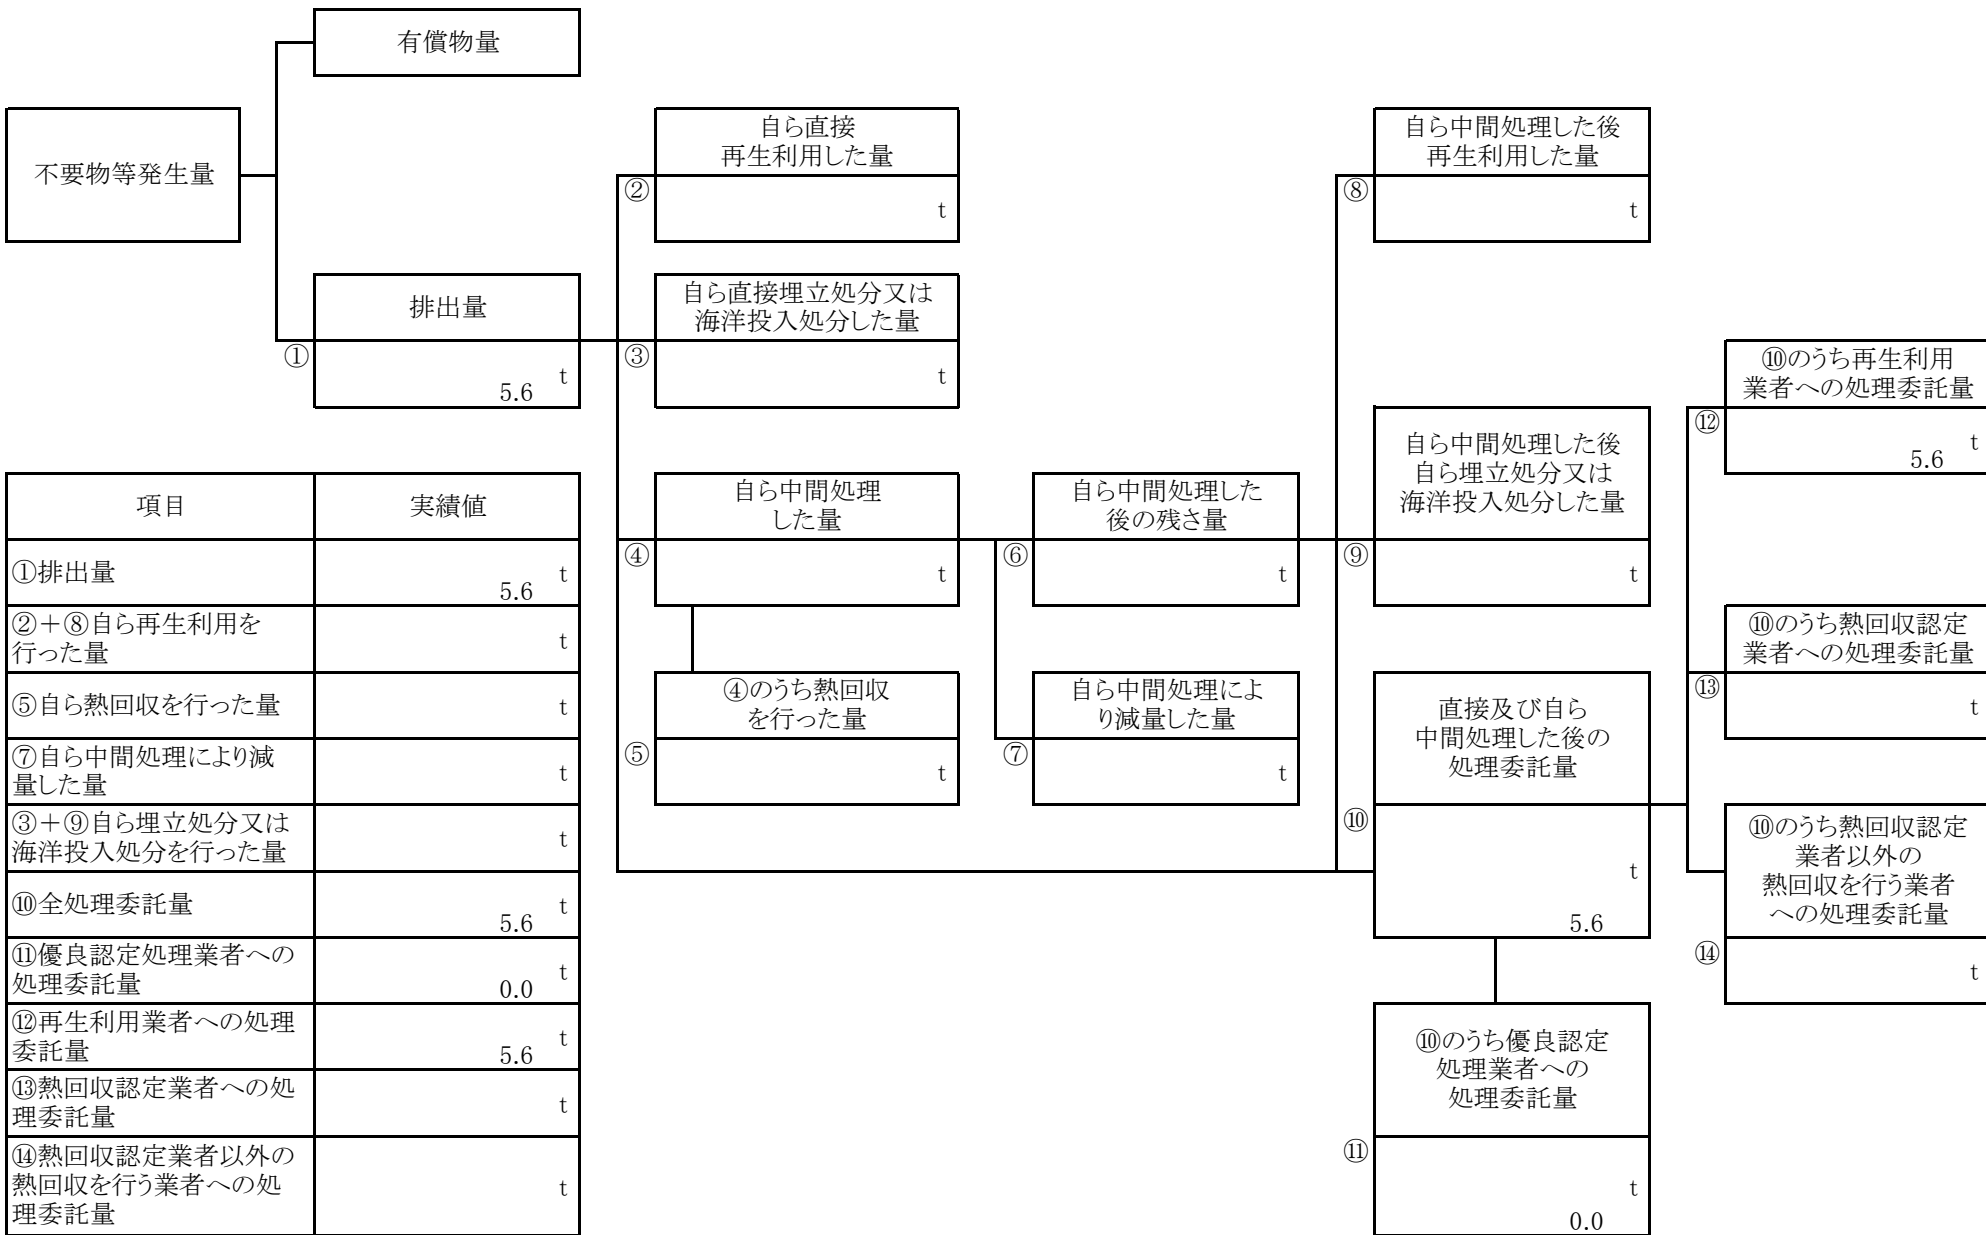 有償物量
不要物等発生量
自ら直接
再生利用した量
②
t
自ら中間処理した後
再生利用した量
⑧
t
排出量
①
t
5.6
自ら直接埋立処分又は
海洋投入処分した量
③
t
⑩のうち再生利用
業者への処理委託量
⑫
t
5.6
自ら中間処理
した量
④
t
自ら中間処理した
後の残さ量
⑥
t
自ら中間処理した後
自ら埋立処分又は
海洋投入処分した量
⑨
t
⑩のうち熱回収認定
業者への処理委託量
⑬
t
④のうち熱回収
を行った量
⑤
t
自ら中間処理によ
り減量した量
⑦
t
直接及び自ら
中間処理した後の
処理委託量
⑩
t
5.6
⑩のうち熱回収認定
業者以外の
熱回収を行う業者
への処理委託量
⑭
t
⑩のうち優良認定
処理業者への
処理委託量
⑪
t
0.0
項目
実績値
①排出量
t
5.6
②+⑧自ら再生利用を
行った量
t
⑤自ら熱回収を行った量
t
⑦自ら中間処理により減
量した量
t
③+⑨自ら埋立処分又は
海洋投入処分を行った量
t
⑩全処理委託量
t
5.6
⑪優良認定処理業者への
処理委託量
t
0.0
⑫再生利用業者への処理
委託量
t
5.6
⑬熱回収認定業者への処
理委託量
t
⑭熱回収認定業者以外の
熱回収を行う業者への処
理委託量
t